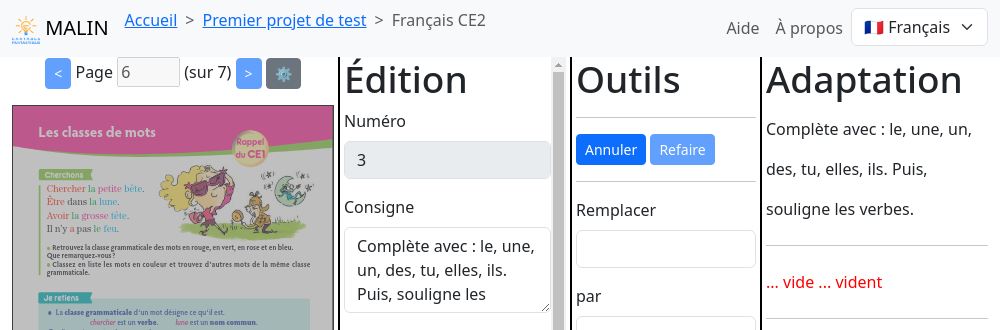 MALIN
Accueil > Premier projet de test > Français CE2
Aide
À propos
Français
< Page 6 (sur 7) >
Les classes de mots
Rappel
du CE1
Cherchons
Chercher la petite bête.
Être dans la lune.
Avoir la grosse tête.
Il n'y a pas le feu.
Retrouvez la classe grammaticale des mots en rouge, en vert, en rose et en bleu.
Que remarquez-vous ?
Classez en liste les mots en couleur et trouvez d'autres mots de la même classe
grammaticale.
Je retiens
La classe grammaticale d'un mot désigne ce qu'il est.
chercher est un verbe. lune est un nom commun.
Édition
Numéro
3
Consigne
Complète avec : le, une,
un, des, tu, elles, ils.
Puis, souligne les
Outils
Annuler
Refaire
Remplacer
par
Adaptation
Complète avec : le, une, un,
des, tu, elles, ils. Puis,
souligne les verbes.
... vide ... vident